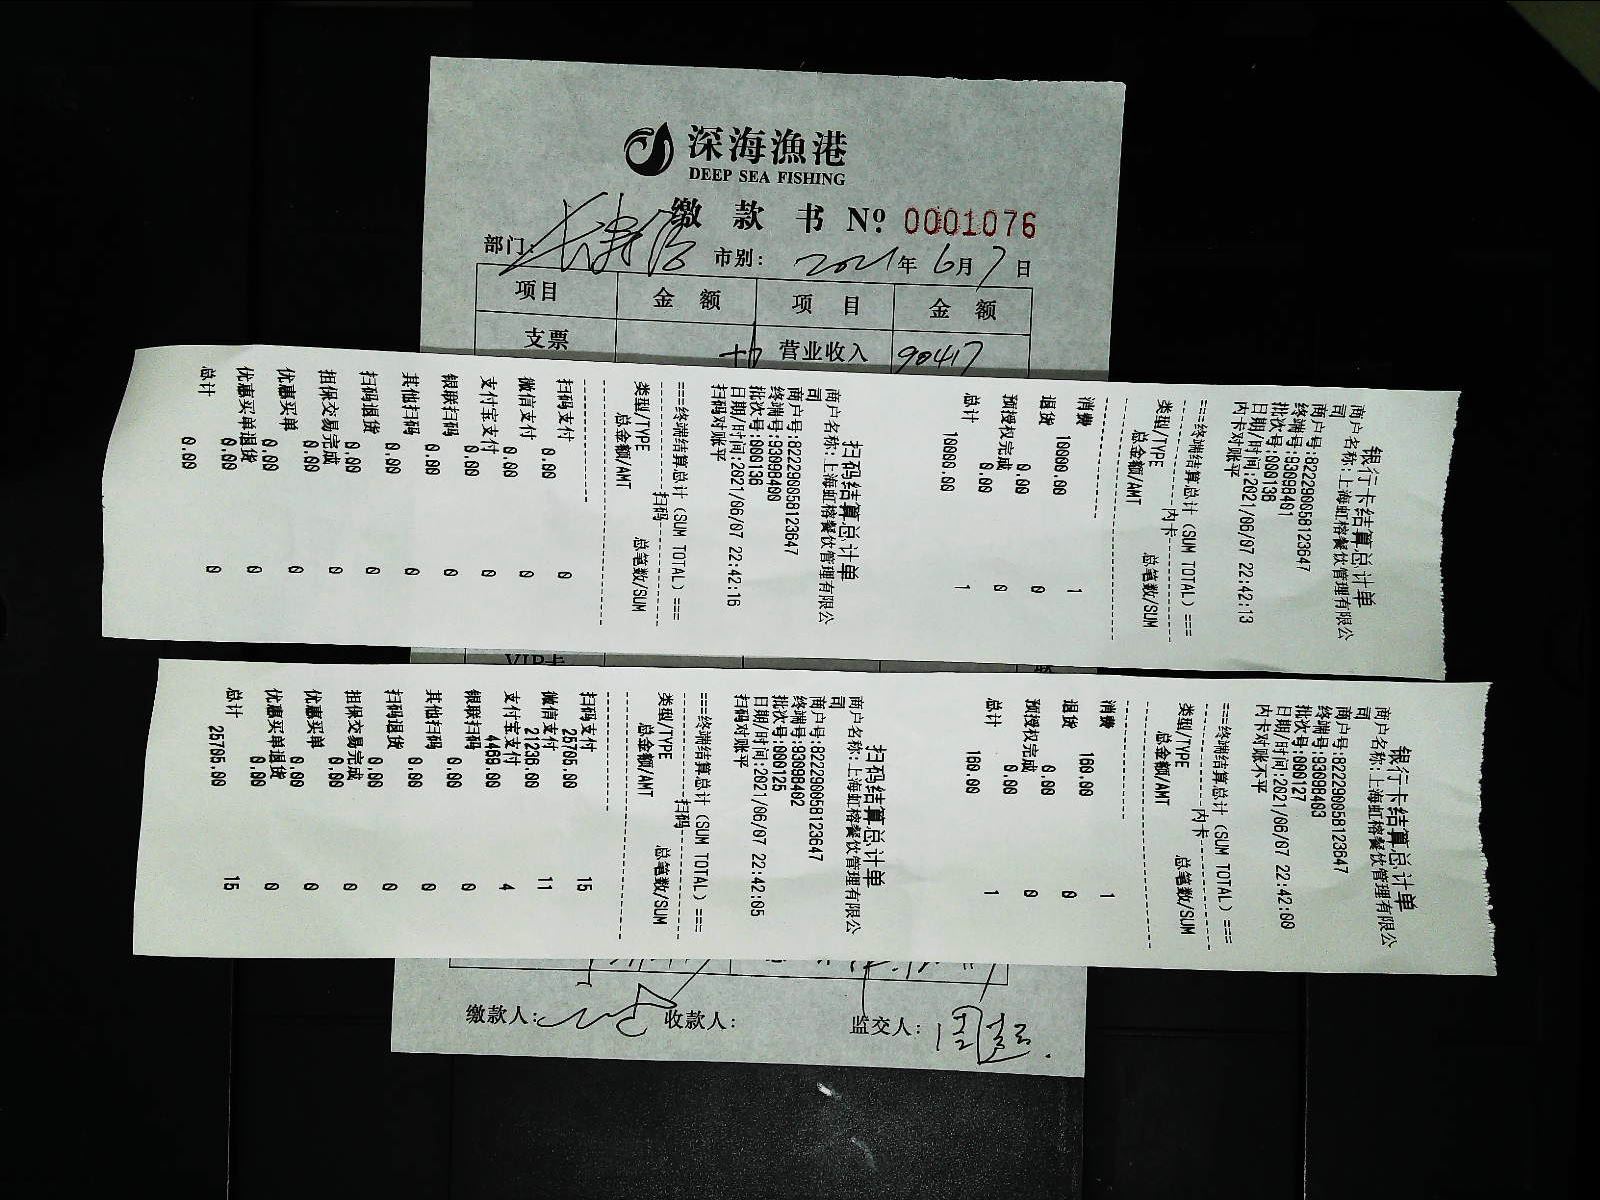 深海渔港
DEEP SEA FISHING
缴款书 No. 0001076
部门: 市别: 2021年6月7日
项目 金额 项目 金额
支票 营业收入 90417
银行卡结算总计单
商户名称:上海虹榕餐饮管理有限公
司
商户号:822290058123647
终端号:93098401
批次号:000138
日期/时间:2021/06/07 22:42:13
内卡对账平
===终端结算总计(SUM TOTAL)===
内卡
类型/TYPE 总笔数/SUM
总金额/AMT
消费 1
10000.00
退货 0
0.00
预授权完成 0
0.00
总计 1
10000.00
扫码结算总计单
商户名称:上海虹榕餐饮管理有限公
司
商户号:822290058123647
终端号:93098400
批次号:000138
日期/时间:2021/06/07 22:42:16
扫码对账平
===终端结算总计(SUM TOTAL)===
扫码
类型/TYPE 总笔数/SUM
总金额/AMT
扫码支付 0
0.00
微信支付 0
0.00
支付宝支付 0
0.00
银联扫码 0
0.00
其他扫码 0
0.00
扫码退货 0
0.00
担保交易完成 0
0.00
优惠买单 0
0.00
优惠买单退货 0
0.00
总计 0
0.00
VIP卡
银行卡结算总计单
商户名称:上海虹榕餐饮管理有限公
司
商户号:822290058123647
终端号:93098403
批次号:000127
日期/时间:2021/06/07 22:42:00
内卡对账不平
===终端结算总计(SUM TOTAL)===
内卡
类型/TYPE 总笔数/SUM
总金额/AMT
消费 1
160.00
退货 0
0.00
预授权完成 0
0.00
总计 1
160.00
扫码结算总计单
商户名称:上海虹榕餐饮管理有限公
司
商户号:822290058123647
终端号:93098402
批次号:000125
日期/时间:2021/06/07 22:42:05
扫码对账平
===终端结算总计(SUM TOTAL)===
扫码
类型/TYPE 总笔数/SUM
总金额/AMT
扫码支付 15
25705.00
微信支付 11
21236.00
支付宝支付 4
4469.00
银联扫码 0
0.00
其他扫码 0
0.00
扫码退货 0
0.00
担保交易完成 0
0.00
优惠买单 0
0.00
优惠买单退货 0
0.00
总计 15
25705.00
缴款人: 收款人: 监交人: